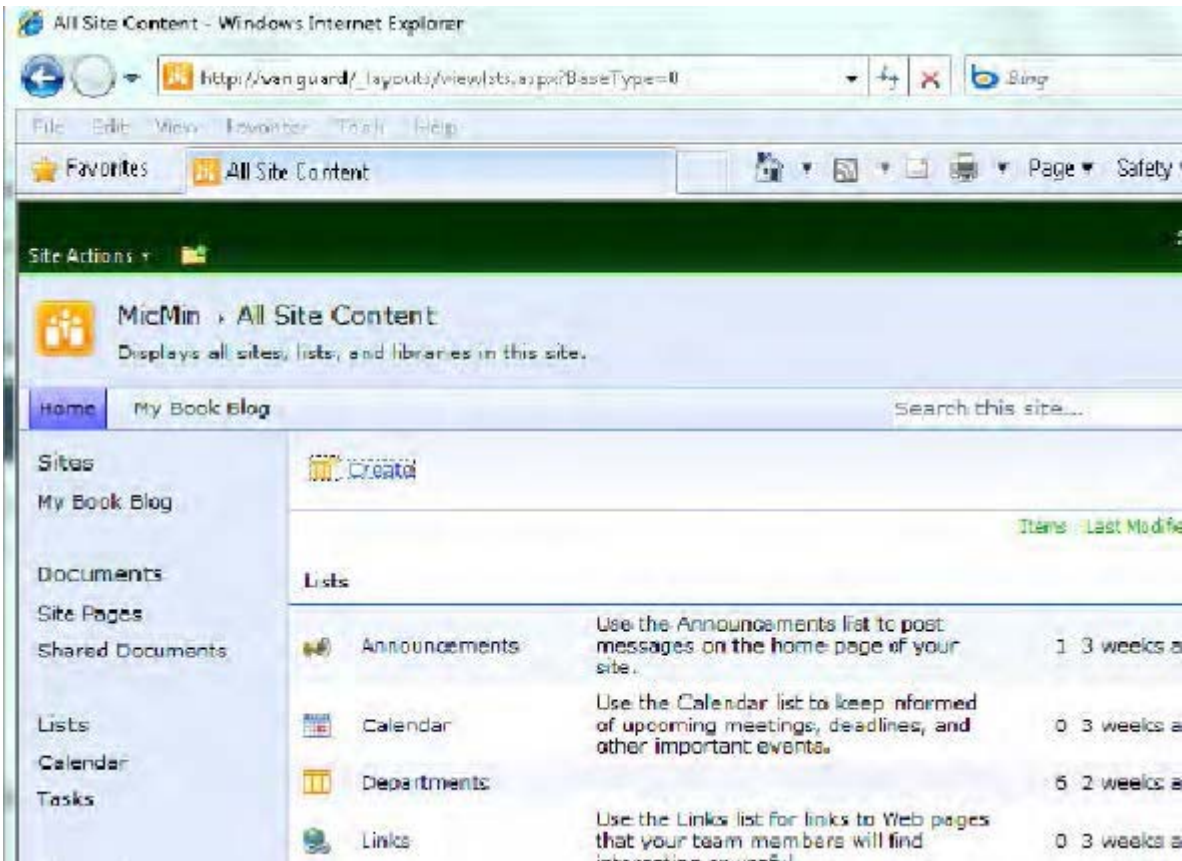 All Site Content - Windows Internet Explorer
http://vanguard/_layouts/viewlsts.aspx?BaseType=0
Bing
File Edit View Favorites Tools Help
Favorites
All Site Content
Page
Safety
Site Actions
MicMin › All Site Content
Displays all sites, lists, and libraries in this site.
Home
My Book Blog
Search this site...
Sites
My Book Blog
Documents
Site Pages
Shared Documents
Lists
Calendar
Tasks
Create
Items Last Modifie
Lists
Announcements
Use the Announcements list to post
messages on the home page of your
site.
1 3 weeks a
Calendar
Use the Calendar list to keep nformed
of upcoming meetings, deadlines, and
other important events.
0 3 weeks a
Departments
6 2 weeks a
Links
Use the Links list for links to Web pages
that your team members will find
0 3 weeks a